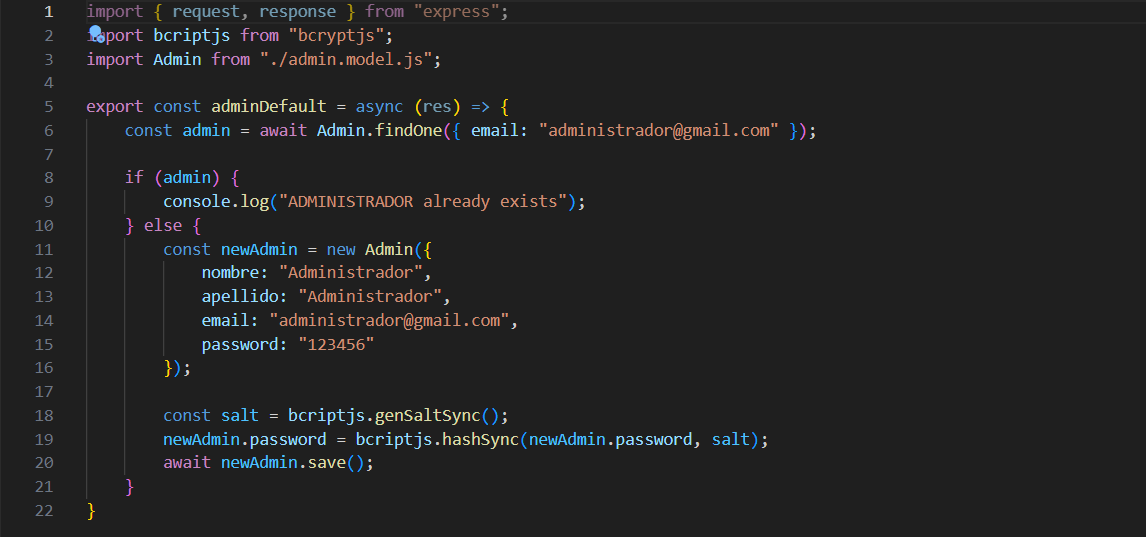 1 import { request, response } from "express";
2 import bcriptjs from "bcryptjs";
3 import Admin from "./admin.model.js";
4
5 export const adminDefault = async (res) => {
6     const admin = await Admin.findOne({ email: "administrador@gmail.com" });
7
8     if (admin) {
9         console.log("ADMINISTRADOR already exists");
10     } else {
11         const newAdmin = new Admin({
12             nombre: "Administrador",
13             apellido: "Administrador",
14             email: "administrador@gmail.com",
15             password: "123456"
16         });
17
18         const salt = bcriptjs.genSaltSync();
19         newAdmin.password = bcriptjs.hashSync(newAdmin.password, salt);
20         await newAdmin.save();
21     }
22 }